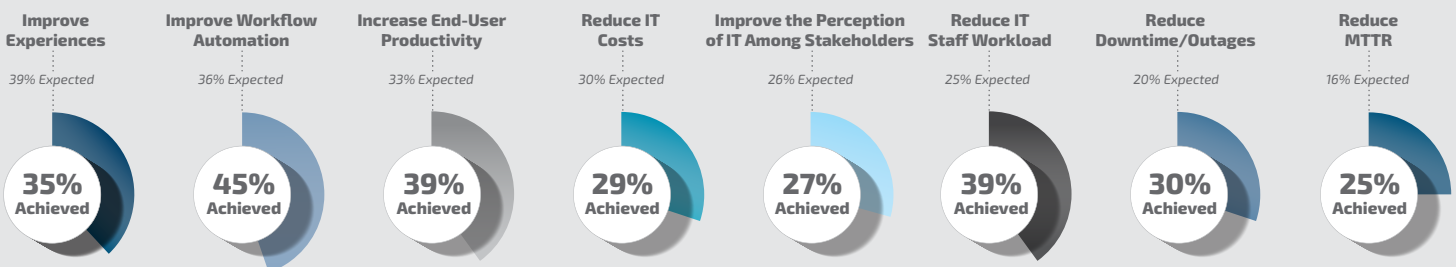 Improve
Experiences
39% Expected
35%
Achieved
Improve Workflow
Automation
36% Expected
45%
Achieved
Increase End-User
Productivity
33% Expected
39%
Achieved
Reduce IT
Costs
30% Expected
29%
Achieved
Improve the Perception
of IT Among Stakeholders
26% Expected
27%
Achieved
Reduce IT
Staff Workload
25% Expected
39%
Achieved
Reduce
Downtime/Outages
20% Expected
30%
Achieved
Reduce
MTTR
16% Expected
25%
Achieved